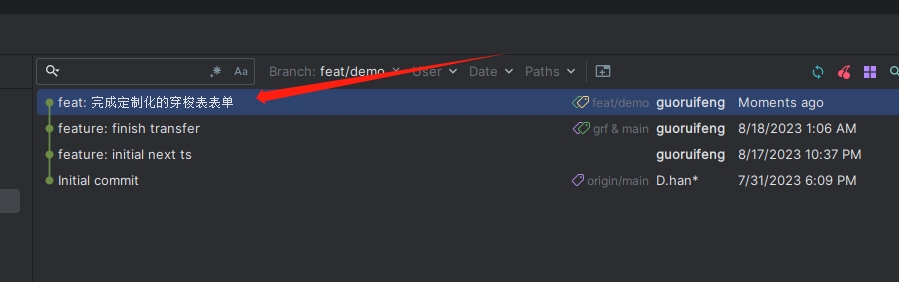 Aa Branch: feat/demo User Date Paths
feat: 完成定制化的穿梭表表单 feat/demo guoruifeng Moments ago
feature: finish transfer grf & main guoruifeng 8/18/2023 1:06 AM
feature: initial next ts guoruifeng 8/17/2023 10:37 PM
Initial commit origin/main D.han* 7/31/2023 6:09 PM